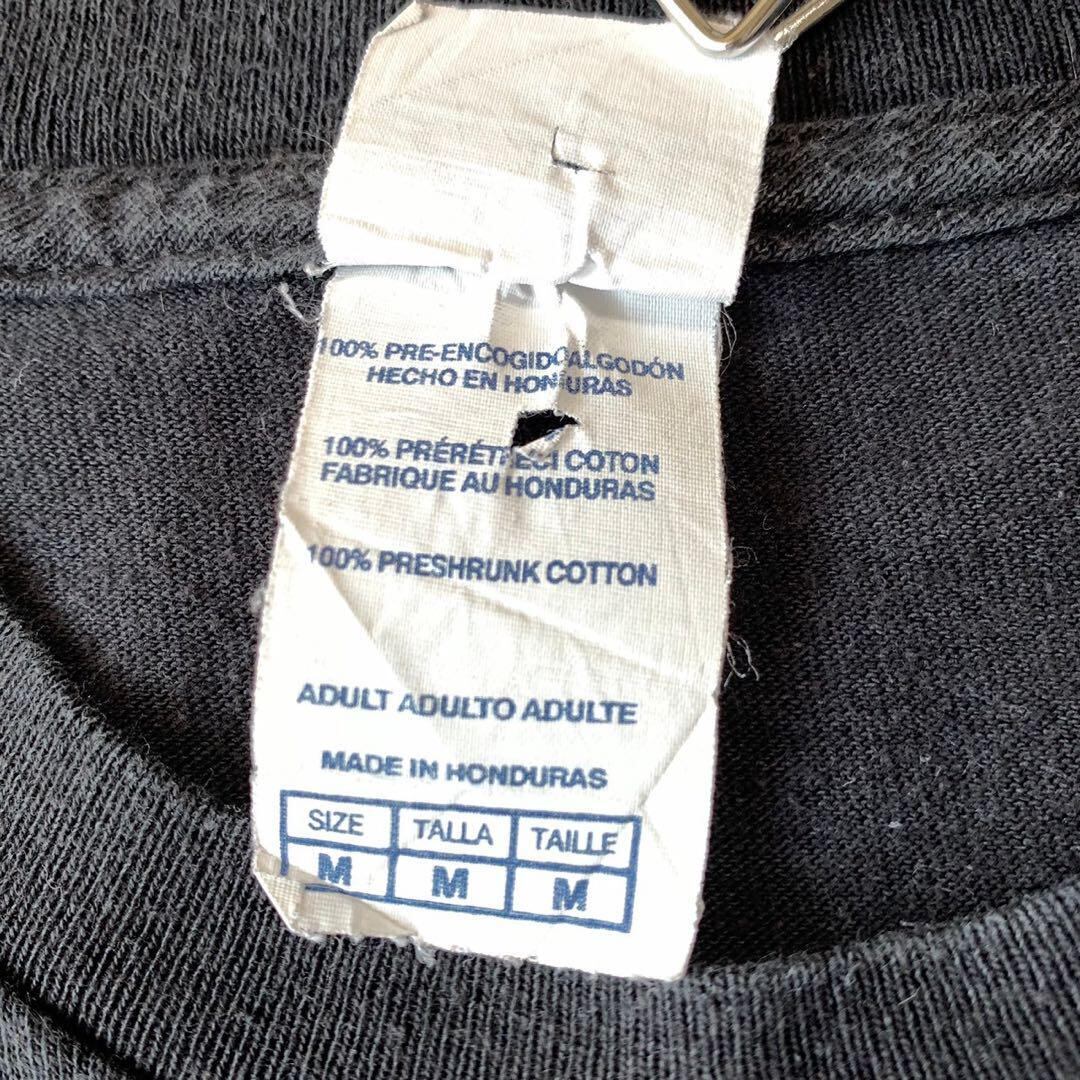 100% PRE-ENCOGIDO ALGODÓN
HECHO EN HONDURAS
100% PRÉRÉTRECI COTON
FABRIQUE AU HONDURAS
100% PRESHRUNK COTTON
ADULT ADULTO ADULTE
MADE IN HONDURAS
SIZE TALLA TAILLE
M M M